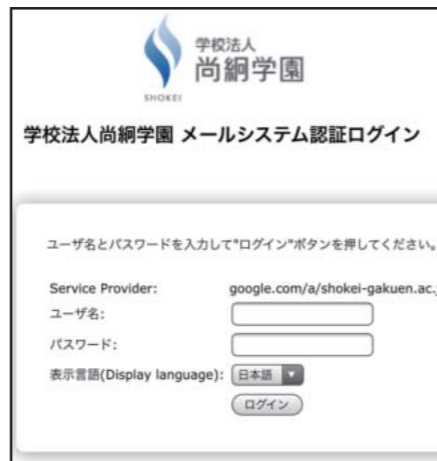 学校法人
尚絅学園
SHOKEI
学校法人尚絅学園 メールシステム認証ログイン
ユーザ名とパスワードを入力して"ログイン"ボタンを押してください。
Service Provider: google.com/a/shokei-gakuen.ac.
ユーザ名:
パスワード:
表示言語(Display language): 日本語
ログイン